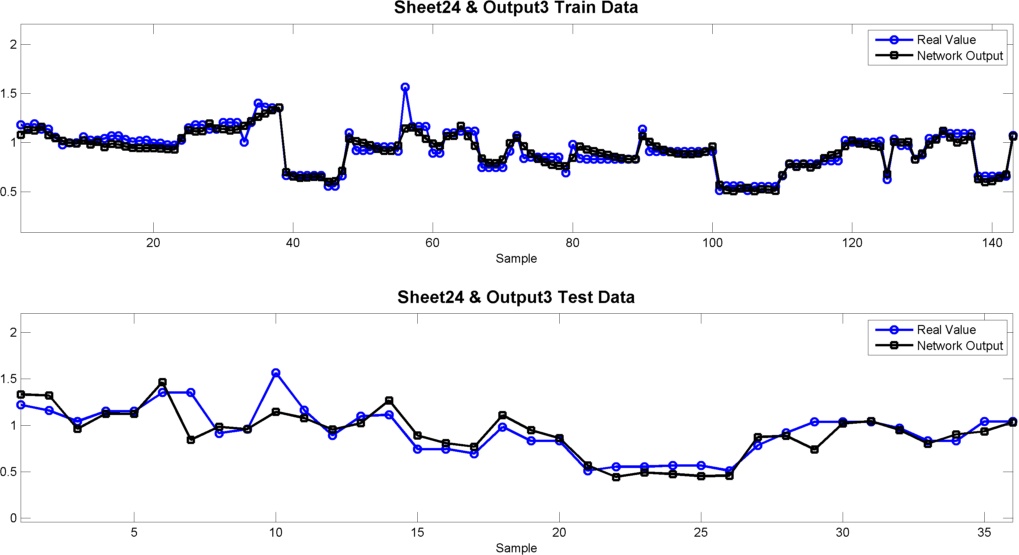 Sheet24 & Output3 Train Data
2
1.5
1
0.5
Real Value
Network Output
20 40 60 80 100 120 140
Sample
Sheet24 & Output3 Test Data
2
1.5
1
0.5
0
Real Value
Network Output
5 10 15 20 25 30 35
Sample